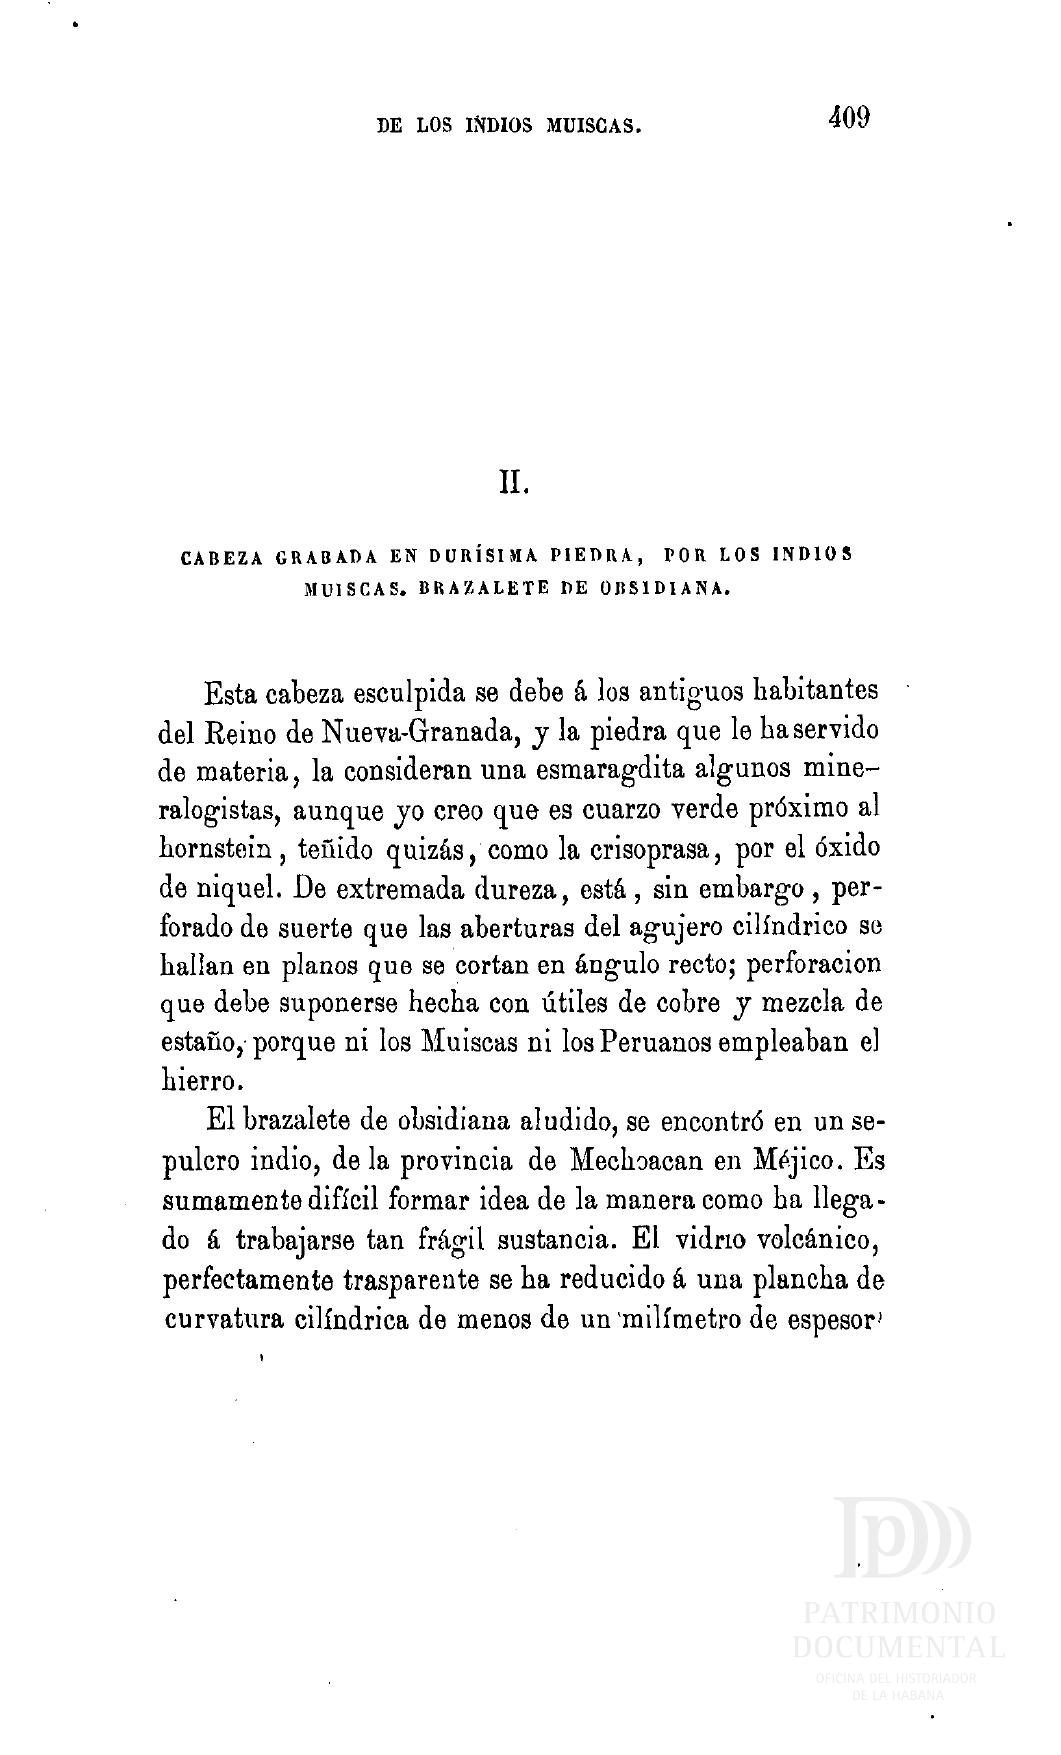 DE LOS INDIOS MUISCAS. 409
II.
CABEZA GRABADA EN DURÍSIMA PIEDRA, POR LOS INDIOS
MUISCAS. BRAZALETE DE OBSIDIANA.
Esta cabeza esculpida se debe á los antiguos habitantes
del Reino de Nueva-Granada, y la piedra que le ha servido
de materia, la consideran una esmaragdita algunos mine-
ralogistas, aunque yo creo que es cuarzo verde próximo al
hornstein, teñido quizás, como la crisoprasa, por el óxido
de niquel. De extremada dureza, está, sin embargo, per-
forado de suerte que las aberturas del agujero cilíndrico se
hallan en planos que se cortan en ángulo recto; perforacion
que debe suponerse hecha con útiles de cobre y mezcla de
estaño, porque ni los Muiscas ni los Peruanos empleaban el
hierro.
El brazalete de obsidiana aludido, se encontró en un se-
pulcro indio, de la provincia de Mechoacan en Méjico. Es
sumamente difícil formar idea de la manera como ha llega-
do á trabajarse tan frágil sustancia. El vidrio volcánico,
perfectamente trasparente se ha reducido á una plancha de
curvatura cilíndrica de menos de un milímetro de espesor,
PATRIMONIO
DOCUMENTAL
OFICINA DEL HISTORIADOR
DE LA HABANA